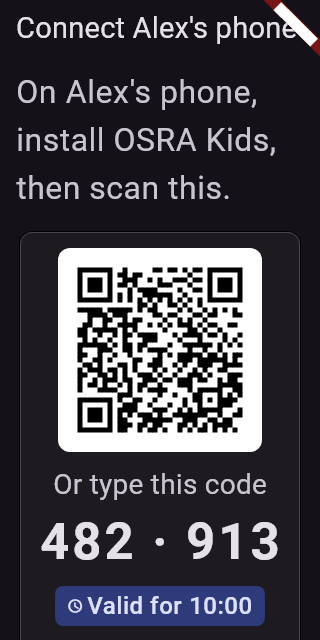 Connect Alex's phone
On Alex's phone,
install OSRA Kids,
then scan this.
Or type this code
482 · 913
Valid for 10:00